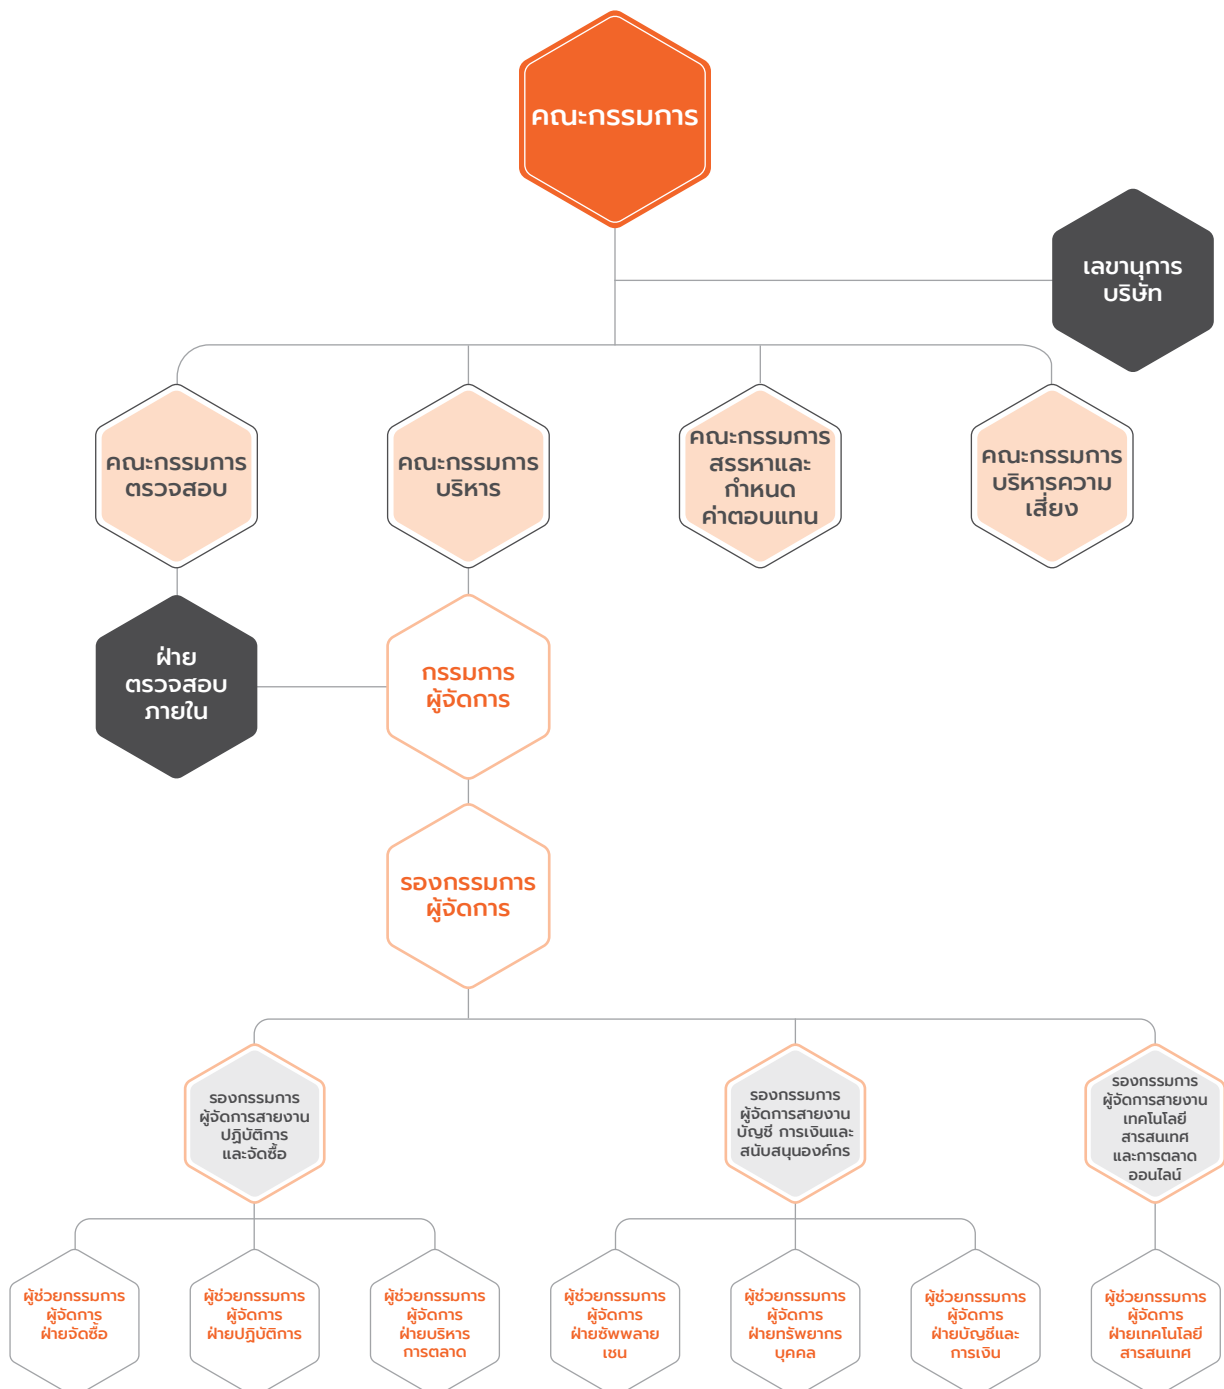 คณะกรรมการ
เลขานุการ
บริษัท
คณะกรรมการ
ตรวจสอบ
คณะกรรมการ
บริหาร
คณะกรรมการ
สรรหาและ
กำหนด
ค่าตอบแทน
คณะกรรมการ
บริหารความ
เสี่ยง
ฝ่าย
ตรวจสอบ
ภายใน
กรรมการ
ผู้จัดการ
รองกรรมการ
ผู้จัดการ
รองกรรมการ
ผู้จัดการสายงาน
ปฏิบัติการ
และจัดซื้อ
รองกรรมการ
ผู้จัดการสายงาน
บัญชี การเงินและ
สนับสนุนองค์กร
รองกรรมการ
ผู้จัดการสายงาน
เทคโนโลยี
สารสนเทศ
และการตลาด
ออนไลน์
ผู้ช่วยกรรมการ
ผู้จัดการ
ฝ่ายจัดซื้อ
ผู้ช่วยกรรมการ
ผู้จัดการ
ฝ่ายปฏิบัติการ
ผู้ช่วยกรรมการ
ผู้จัดการ
ฝ่ายบริหาร
การตลาด
ผู้ช่วยกรรมการ
ผู้จัดการ
ฝ่ายซัพพลาย
เชน
ผู้ช่วยกรรมการ
ผู้จัดการ
ฝ่ายทรัพยากร
บุคคล
ผู้ช่วยกรรมการ
ผู้จัดการ
ฝ่ายบัญชีและ
การเงิน
ผู้ช่วยกรรมการ
ผู้จัดการ
ฝ่ายเทคโนโลยี
สารสนเทศ